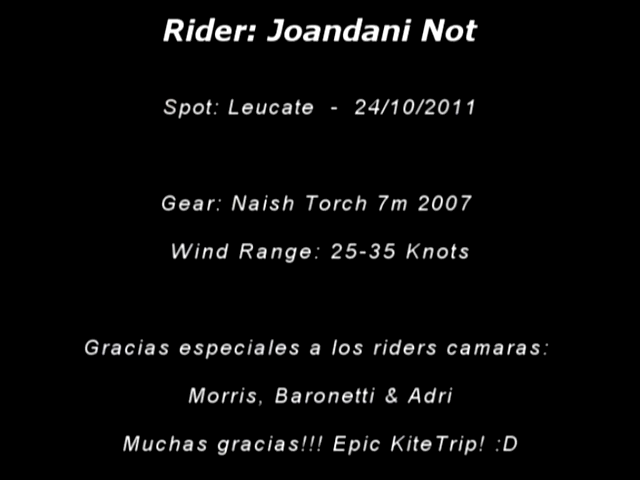 Rider: Joandani Not
Spot: Leucate - 24/10/2011
Gear: Naish Torch 7m 2007
Wind Range: 25-35 Knots
Gracias especiales a los riders camaras:
Morris, Baronetti & Adri
Muchas gracias!!! Epic KiteTrip! :D